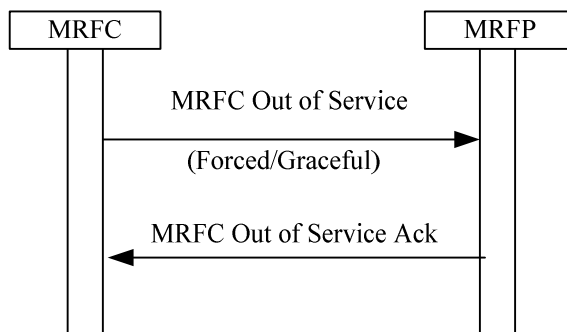 MRFC
MRFP
MRFC Out of Service
(Forced/Graceful)
MRFC Out of Service Ack